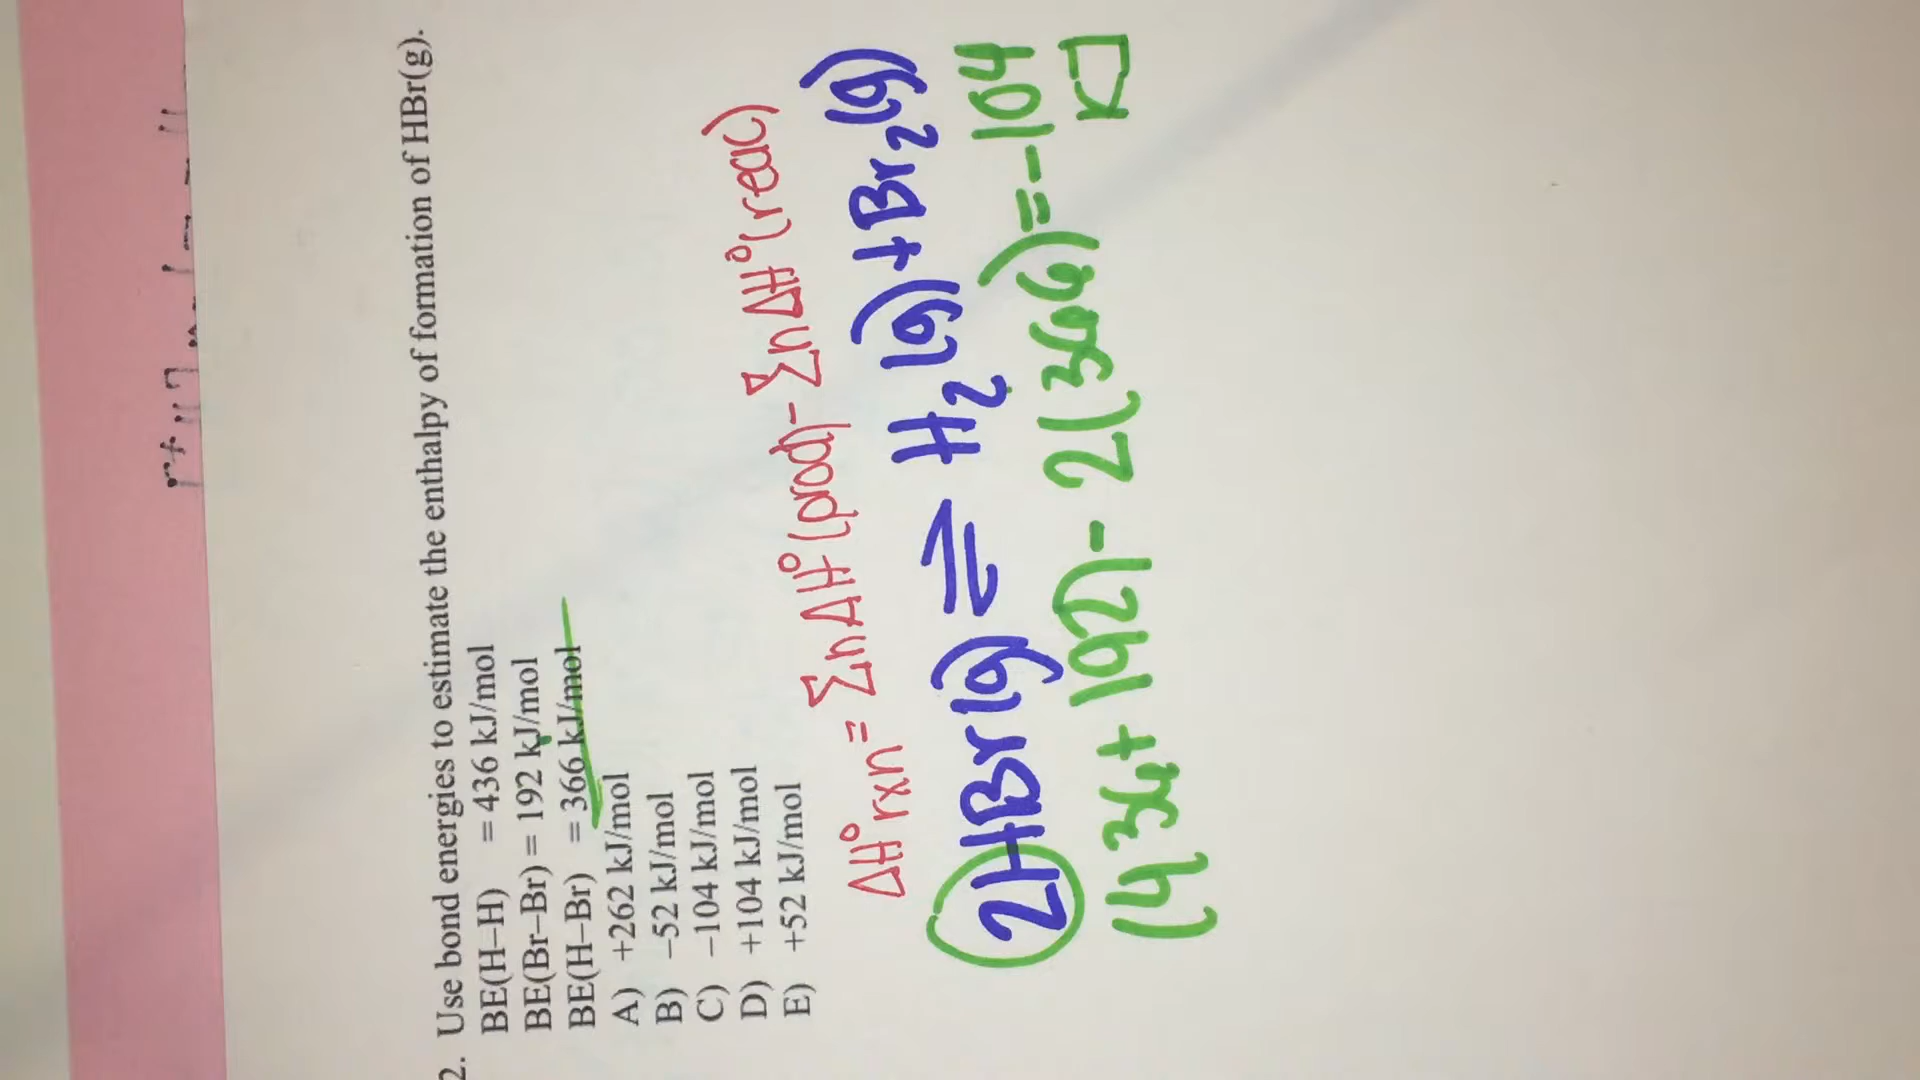 2. Use bond energies to estimate the enthalpy of formation of HBr(g).
BE(H–H) = 436 kJ/mol
BE(Br–Br) = 192 kJ/mol
BE(H–Br) = 366 kJ/mol
A) +262 kJ/mol
B) –52 kJ/mol
C) –104 kJ/mol
D) +104 kJ/mol
E) +52 kJ/mol
ΔH°rxn = ΣnΔH°(prod) - ΣnΔH°(reac)
2HBr(g) ⇌ H₂(g) + Br₂(g)
(436 + 192) - 2(366) = -104
KJ